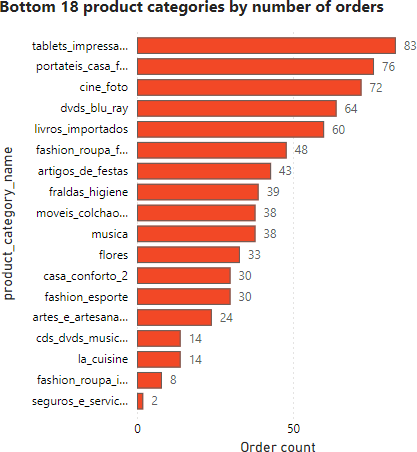 Bottom 18 product categories by number of orders
product_category_name
tablets_impressa... 83
portateis_casa_f... 76
cine_foto 72
dvds_blu_ray 64
livros_importados 60
fashion_roupa_f... 48
artigos_de_festas 43
fraldas_higiene 39
moveis_colchao... 38
musica 38
flores 33
casa_conforto_2 30
fashion_esporte 30
artes_e_artesana... 24
cds_dvds_music... 14
la_cuisine 14
fashion_roupa_i... 8
seguros_e_servic... 2
0 50
Order count